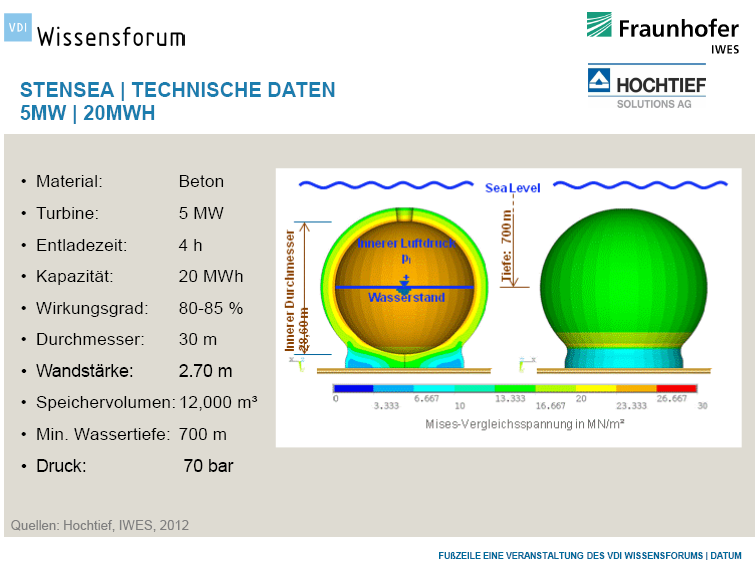 VDI Wissensforum
Fraunhofer
IWES
HOCHTIEF
SOLUTIONS AG
STENSEA | TECHNISCHE DATEN
5MW | 20MWH
• Material: Beton
• Turbine: 5 MW
• Entladezeit: 4 h
• Kapazität: 20 MWh
• Wirkungsgrad: 80-85 %
• Durchmesser: 30 m
• Wandstärke: 2.70 m
• Speichervolumen: 12,000 m³
• Min. Wassertiefe: 700 m
• Druck: 70 bar
Sea Level
Tiefe: 700 m
Innerer Durchmesser
28,60 m
Innerer Luftdruck
pᵢ
Wasserstand
0 3.333 6.667 10 13.333 16.667 20 23.333 26.667 30
Mises-Vergleichsspannung in MN/m²
Quellen: Hochtief, IWES, 2012
FUßZEILE EINE VERANSTALTUNG DES VDI WISSENSFORUMS | DATUM